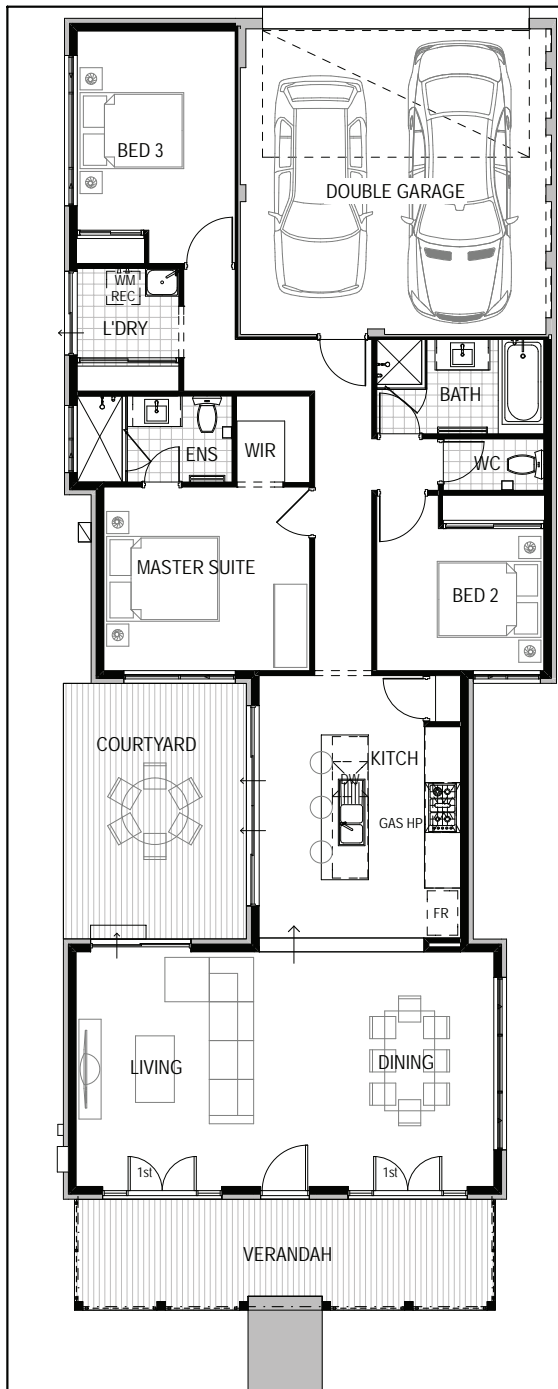 BED 3
DOUBLE GARAGE
WM
REC
L'DRY
BATH
ENS
WIR
WC
MASTER SUITE
BED 2
COURTYARD
KITCH
DW
GAS HP
FR
LIVING
DINING
1st
1st
VERANDAH